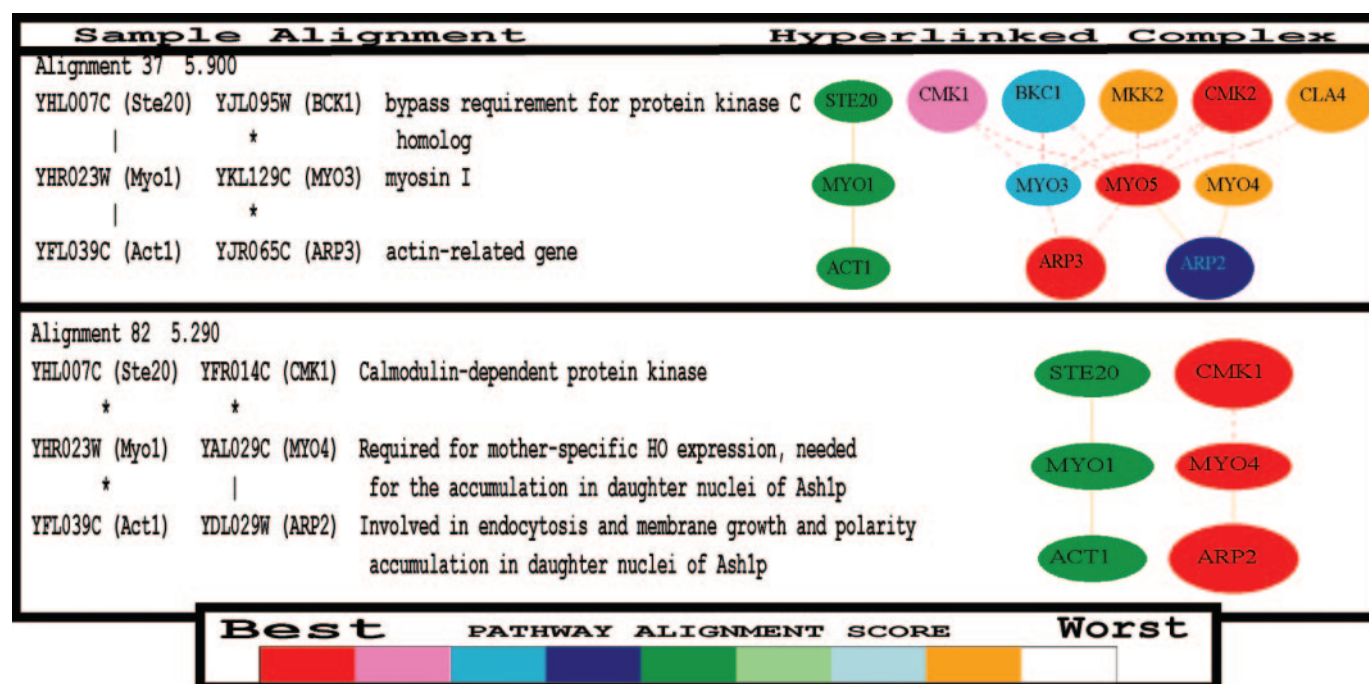 Sample Alignment Hyperlinked Complex
Alignment 37 5.900
YHL007C (Ste20) YJL095W (BCK1) bypass requirement for protein kinase C
| * homolog
YHR023W (Myo1) YKL129C (MYO3) myosin I
| *
YFL039C (Act1) YJR065C (ARP3) actin-related gene
STE20 CMK1 BKC1 MKK2 CMK2 CLA4
MYO1 MYO3 MYO5 MYO4
ACT1 ARP3 ARP2
Alignment 82 5.290
YHL007C (Ste20) YFR014C (CMK1) Calmodulin-dependent protein kinase
* *
YHR023W (Myo1) YAL029C (MYO4) Required for mother-specific HO expression, needed
* | for the accumulation in daughter nuclei of Ash1p
YFL039C (Act1) YDL029W (ARP2) Involved in endocytosis and membrane growth and polarity
accumulation in daughter nuclei of Ash1p
STE20 CMK1
MYO1 MYO4
ACT1 ARP2
Best PATHWAY ALIGNMENT SCORE Worst